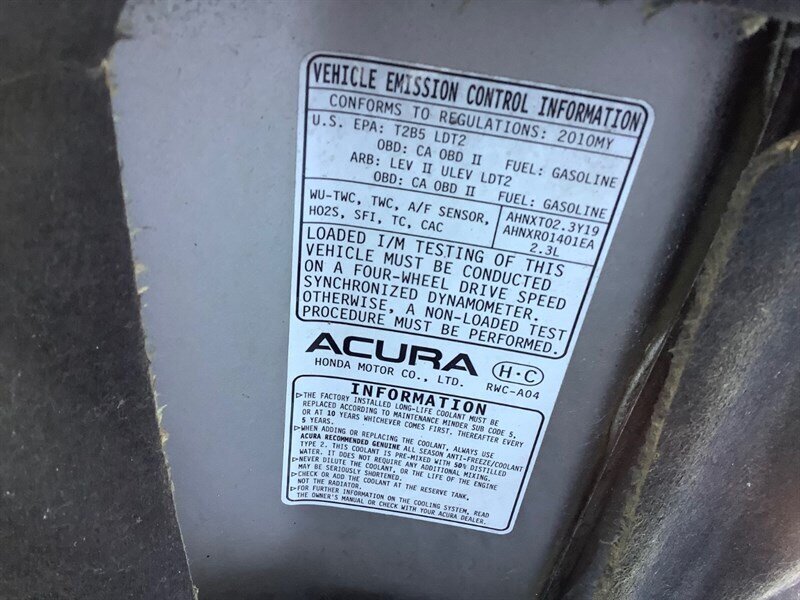 VEHICLE EMISSION CONTROL INFORMATION
CONFORMS TO REGULATIONS: 2010MY
U.S. EPA: T2B5 LDT2
OBD: CA OBD II FUEL: GASOLINE
ARB: LEV II ULEV LDT2
OBD: CA OBD II FUEL: GASOLINE
WU-TWC, TWC, A/F SENSOR,
HO2S, SFI, TC, CAC
AHNXT02.3Y19
AHNXR01401EA
2.3L
LOADED I/M TESTING OF THIS
VEHICLE MUST BE CONDUCTED
ON A FOUR-WHEEL DRIVE SPEED
SYNCHRONIZED DYNAMOMETER.
OTHERWISE, A NON-LOADED TEST
PROCEDURE MUST BE PERFORMED.
ACURA
HONDA MOTOR CO., LTD.
H·C
RWC-A04
INFORMATION
▷THE FACTORY INSTALLED LONG-LIFE COOLANT MUST BE
REPLACED ACCORDING TO MAINTENANCE MINDER SUB CODE 5,
OR AT 10 YEARS WHICHEVER COMES FIRST. THEREAFTER EVERY
5 YEARS.
▷WHEN ADDING OR REPLACING THE COOLANT, ALWAYS USE
ACURA RECOMMENDED GENUINE ALL SEASON ANTI-FREEZE/COOLANT
TYPE 2. THIS COOLANT IS PRE-MIXED WITH 50% DISTILLED
WATER. IT DOES NOT REQUIRE ANY ADDITIONAL MIXING.
▷NEVER DILUTE THE COOLANT, OR THE LIFE OF THE ENGINE
MAY BE SERIOUSLY SHORTENED.
▷CHECK OR ADD THE COOLANT AT THE RESERVE TANK,
NOT THE RADIATOR.
▷FOR FURTHER INFORMATION ON THE COOLING SYSTEM, READ
THE OWNER'S MANUAL OR CHECK WITH YOUR ACURA DEALER.